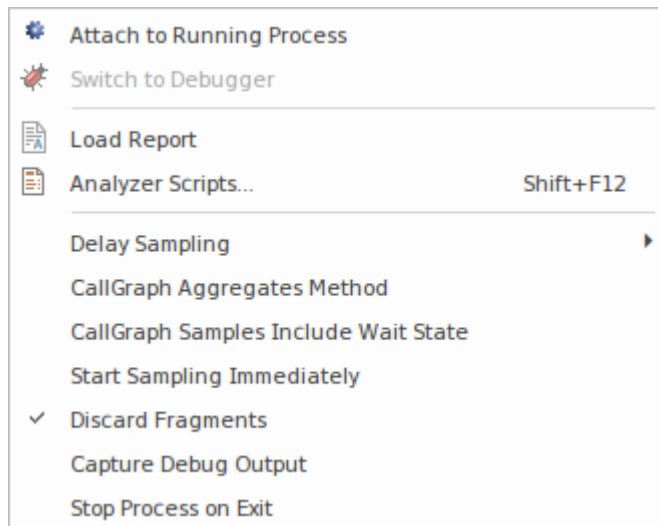 Attach to Running Process
Switch to Debugger
Load Report
Analyzer Scripts... Shift+F12
Delay Sampling
CallGraph Aggregates Method
CallGraph Samples Include Wait State
Start Sampling Immediately
Discard Fragments
Capture Debug Output
Stop Process on Exit